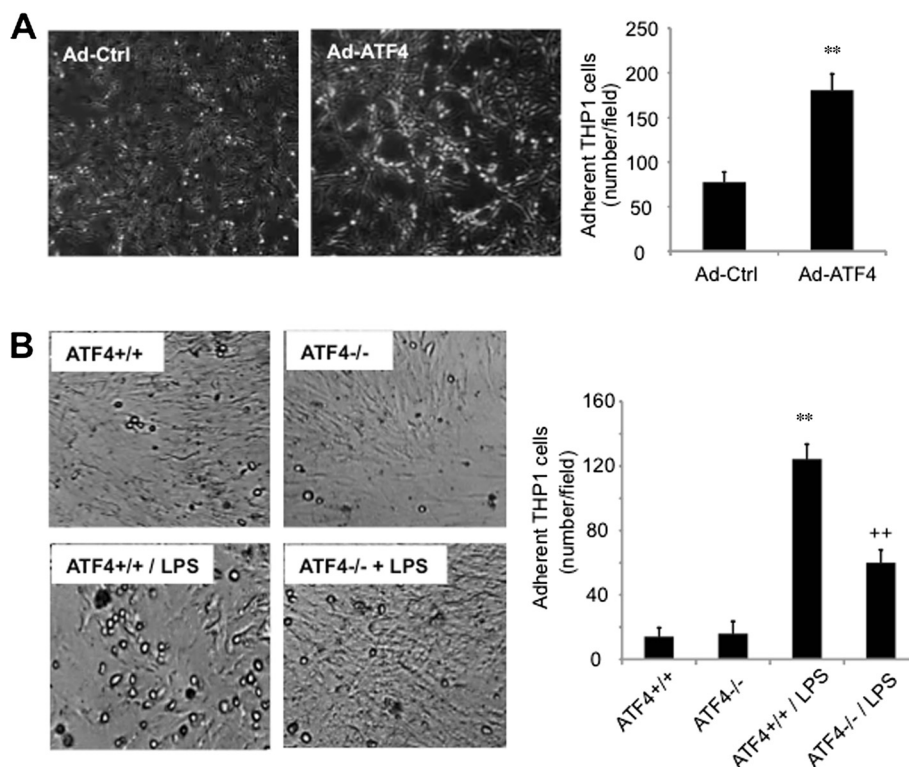 A
Ad-Ctrl
Ad-ATF4
Adherent THP1 cells
(number/field)
250
200
150
100
50
0
**
Ad-Ctrl
Ad-ATF4
B
ATF4+/+
ATF4-/-
ATF4+/+ / LPS
ATF4-/- + LPS
Adherent THP1 cells
(number/field)
160
120
80
40
0
**
++
ATF4+/+
ATF4-/-
ATF4+/+ / LPS
ATF4-/- / LPS